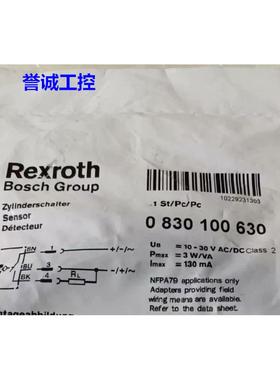 誉诚工控
Rexroth
Bosch Group
1 St/Pc/Pc
10229231303
Zylinderschalter
Sensor
Détecteur
0 830 100 630
UB = 10 - 30 V AC/DC Class 2
Pmax = 3 W/VA
Imax = 130 mA
BN 1 +/-/~
BU 3 -/+/~
BK 4 RL
NFPA79 applications only
Adapters providing field
wiring means are available.
Refer to the data sheet.
ntageabbildung